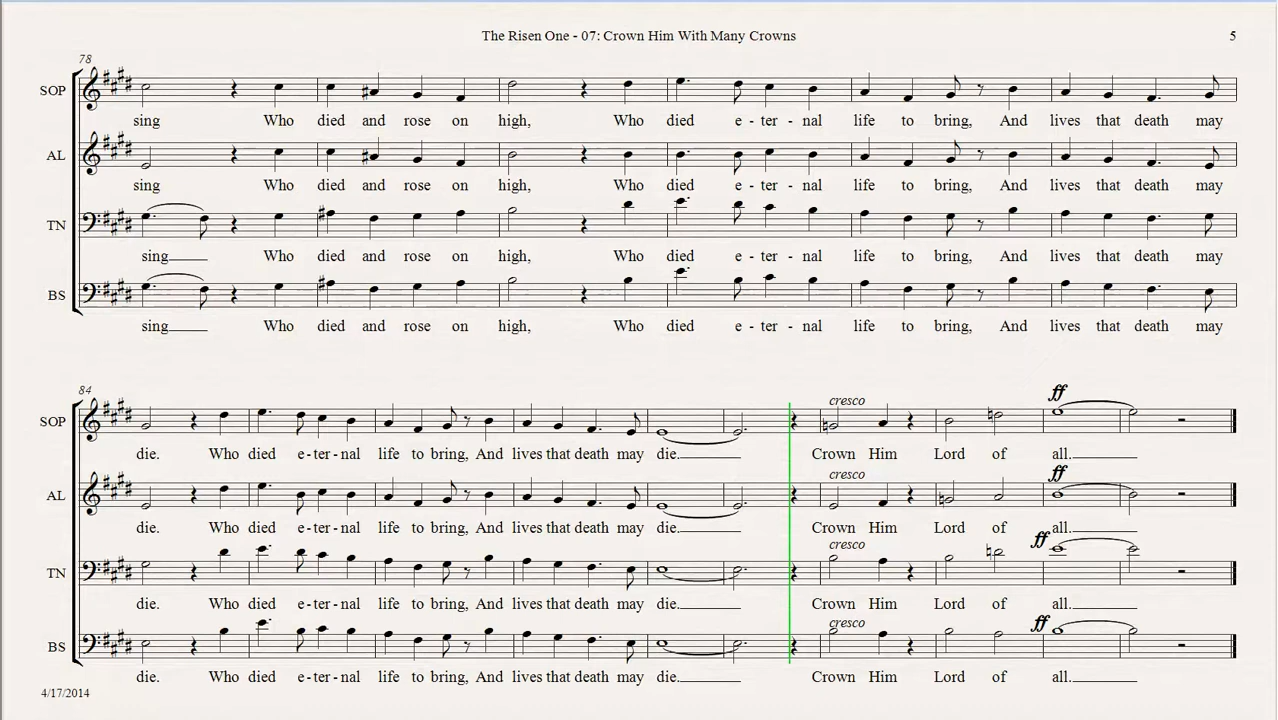 The Risen One - 07: Crown Him With Many Crowns
5
78
SOP
sing Who died and rose on high, Who died e - ter - nal life to bring, And lives that death may
AL
sing Who died and rose on high, Who died e - ter - nal life to bring, And lives that death may
TN
sing Who died and rose on high, Who died e - ter - nal life to bring, And lives that death may
BS
sing Who died and rose on high, Who died e - ter - nal life to bring, And lives that death may
84
cresco ff
SOP
die. Who died e - ter - nal life to bring, And lives that death may die. Crown Him Lord of all.
cresco ff
AL
die. Who died e - ter - nal life to bring, And lives that death may die. Crown Him Lord of all.
cresco ff
TN
die. Who died e - ter - nal life to bring, And lives that death may die. Crown Him Lord of all.
cresco ff
BS
die. Who died e - ter - nal life to bring, And lives that death may die. Crown Him Lord of all.
4/17/2014